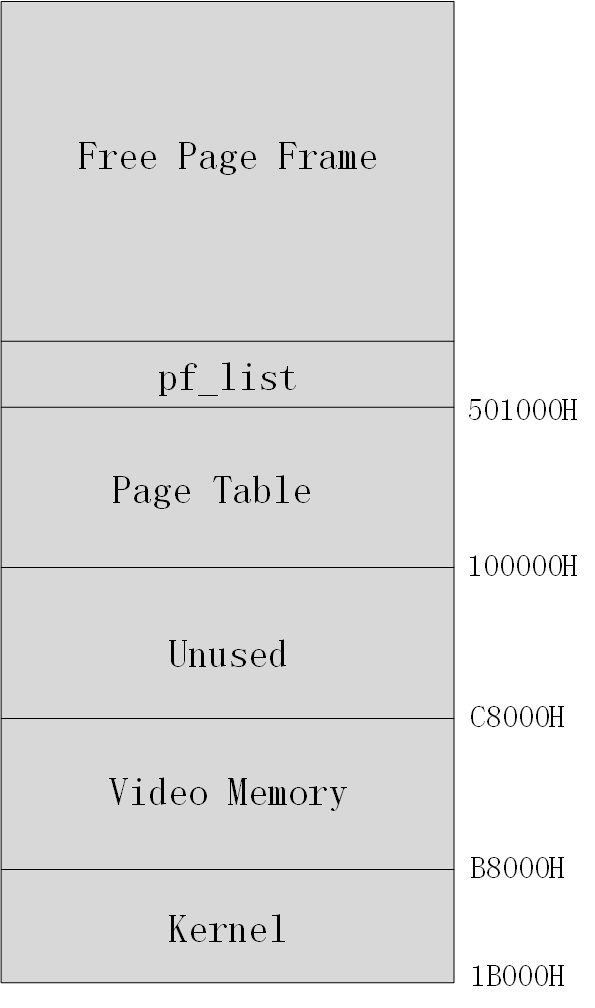 Free Page Frame
pf_list
501000H
Page Table
100000H
Unused
C8000H
Video Memory
B8000H
Kernel
1B000H